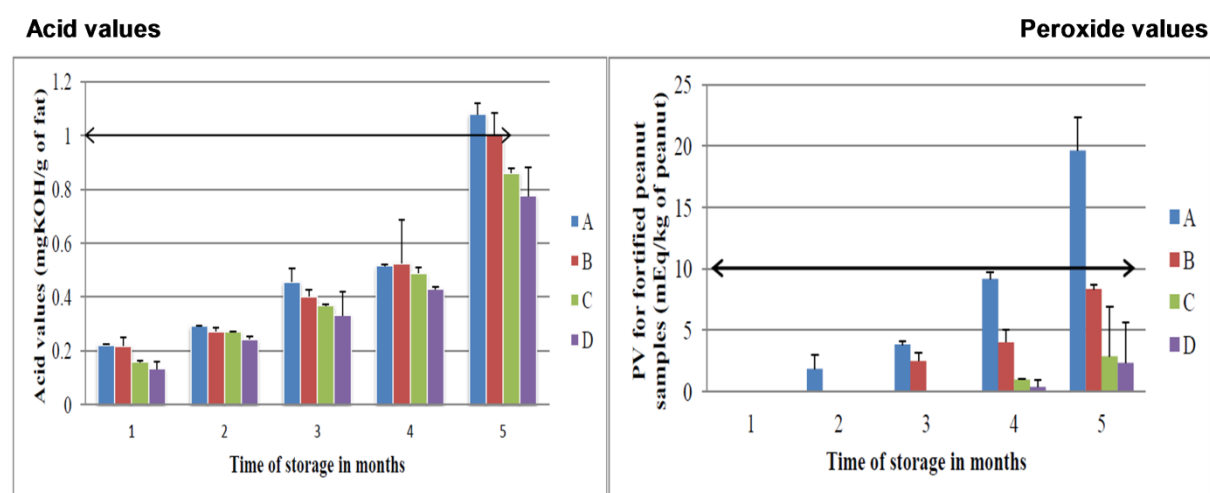 Acid values
Peroxide values
Acid values (mgKOH/g of fat)
1.2
1
0.8
0.6
0.4
0.2
0
1 2 3 4 5
Time of storage in months
A
B
C
D
PV for fortified peanut
samples (mEq/kg of peanut)
25
20
15
10
5
0
1 2 3 4 5
Time of storage in months
A
B
C
D